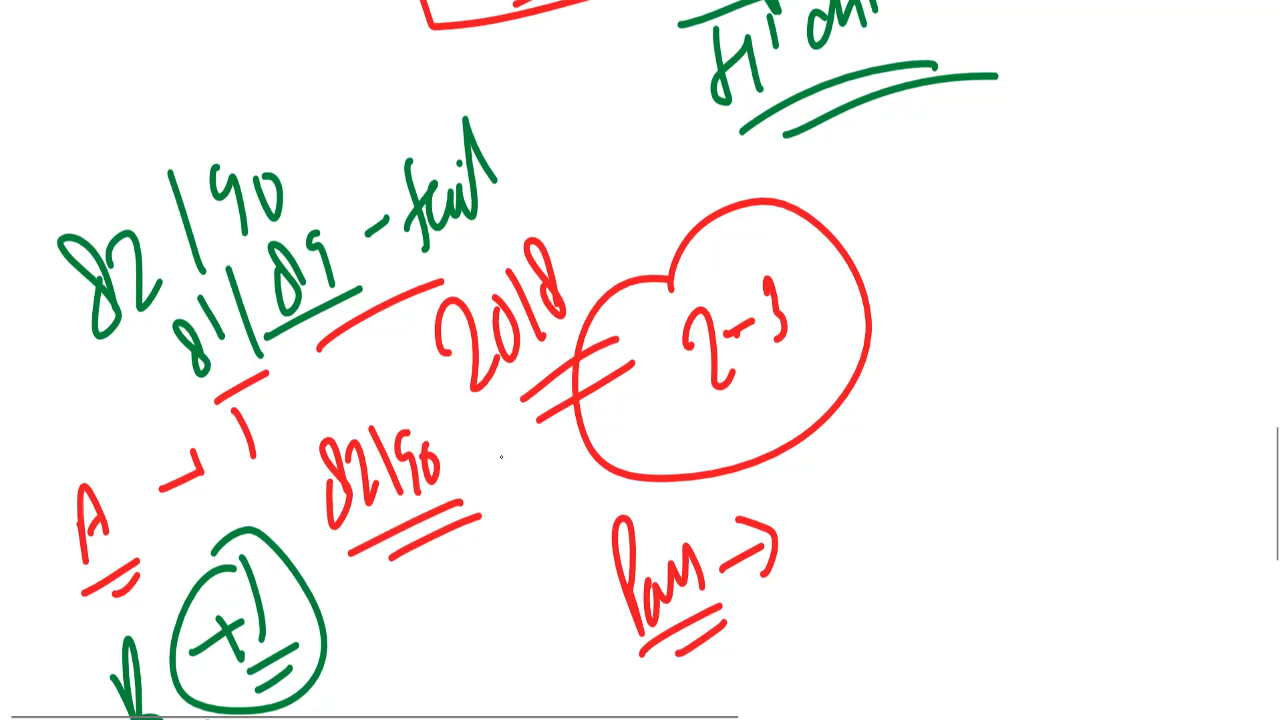 82/90
81/89 - fail
2018
2-3
82/90
A →
Pass →
+1